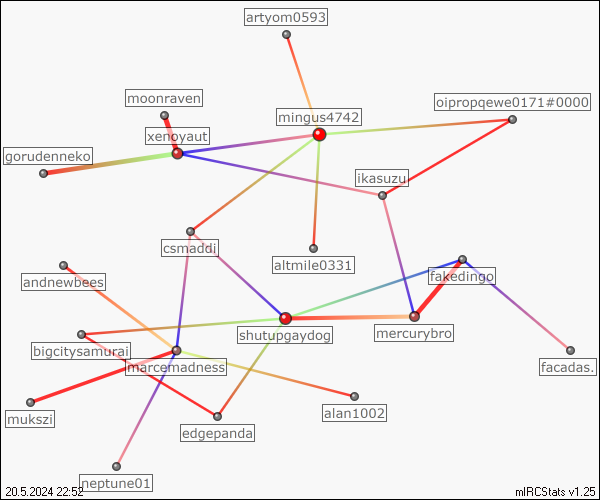 artyom0593
moonraven
oipropqewe0171#0000
mingus4742
xenoyaut
gorudenneko
ikasuzu
csmaddi
altmile0331
fakedingo
andnewbees
shutupgaydog
mercurybro
bigcitysamurai
marcemadness
facadas.
mukszi
alan1002
edgepanda
neptune01
20.5.2024 22:52
mIRCStats v1.25